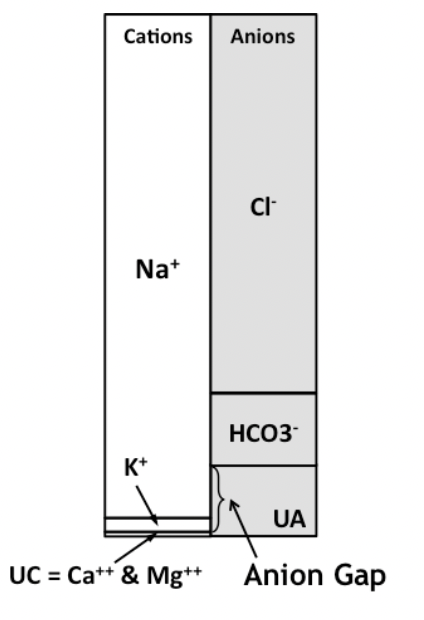 Cations Anions
Cl⁻
Na⁺
HCO3⁻
K⁺
UA
UC = Ca⁺⁺ & Mg⁺⁺ Anion Gap